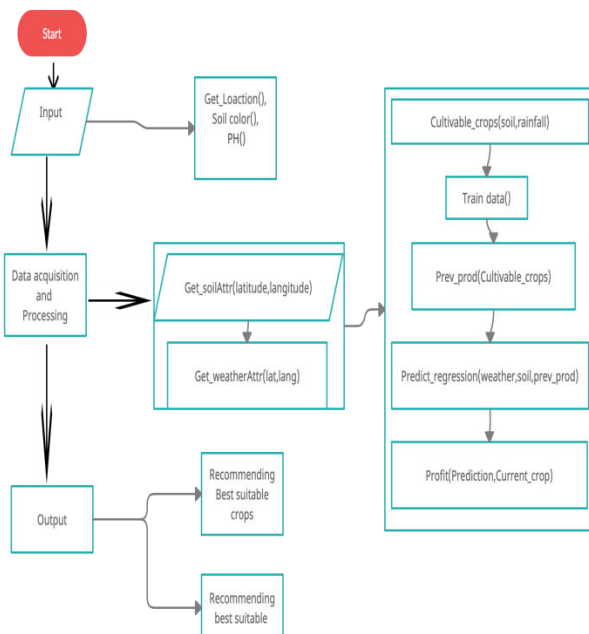 Start
Input
Get_Loaction(),
Soil color(),
PH()
Data acquisition
and
Processing
Get_soilAttr(latitude,langitude)
Get_weatherAttr(lat,lang)
Cultivable_crops(soil,rainfall)
Train data()
Prev_prod(Cultivable_crops)
Predict_regression(weather,soil,prev_prod)
Profit(Prediction,Current_crop)
Output
Recommending
Best suitable
crops
Recommending
best suitable